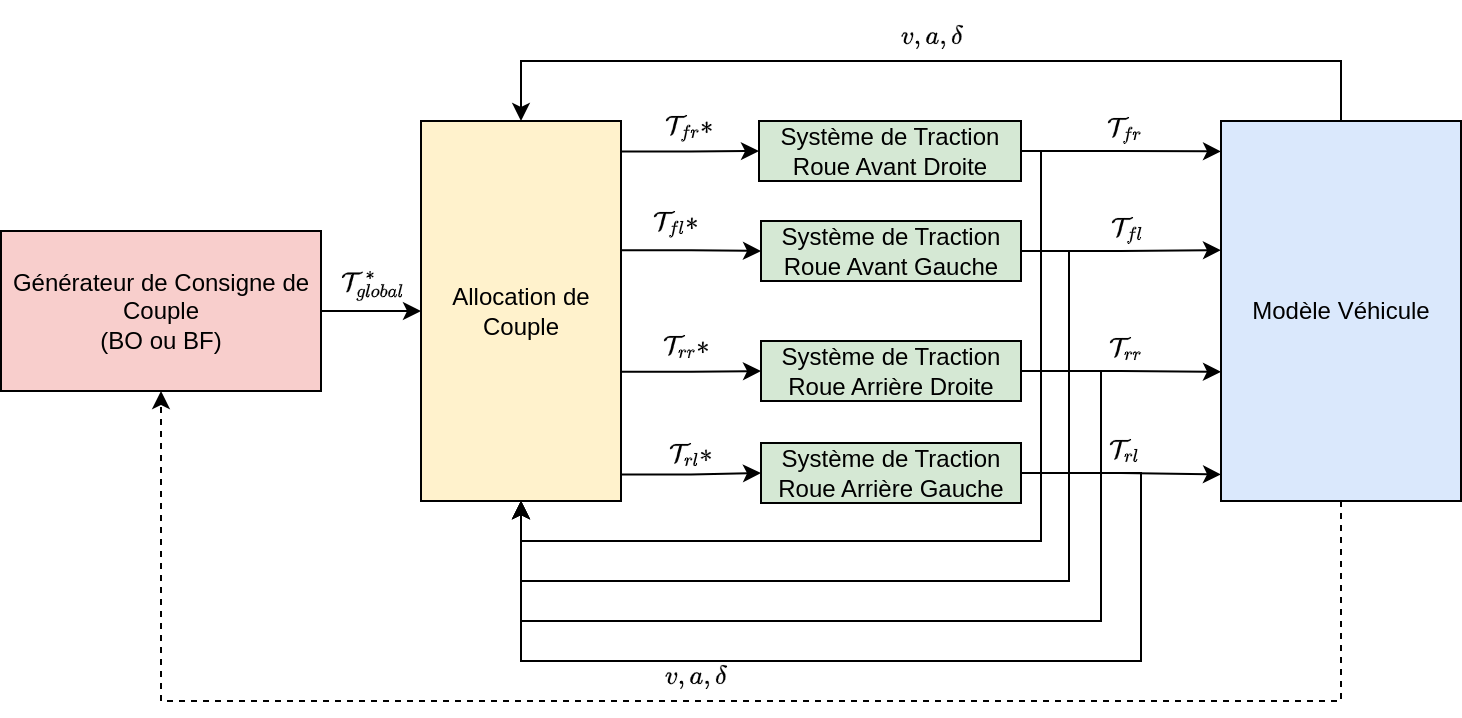 v, a, δ
𝒯fr*
Système de Traction
Roue Avant Droite
𝒯fr
𝒯fl*
Système de Traction
Roue Avant Gauche
𝒯fl
Générateur de Consigne de
Couple
(BO ou BF)
𝒯*global
Allocation de
Couple
Modèle Véhicule
𝒯rr*
Système de Traction
Roue Arrière Droite
𝒯rr
𝒯rl*
Système de Traction
Roue Arrière Gauche
𝒯rl
v, a, δ